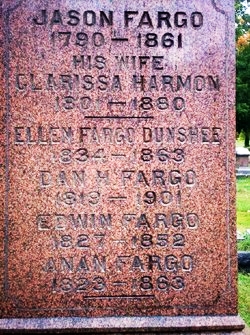 JASON FARGO
1790 — 1861
HIS WIFE
CLARISSA HARMON
1801 — 1880
ELLEN FARGO DUNSHEE
1834 — 1863
DAN H. FARGO
1819 — 1901
EDWIN FARGO
1827 — 1852
ANAN FARGO
1823 — 1863